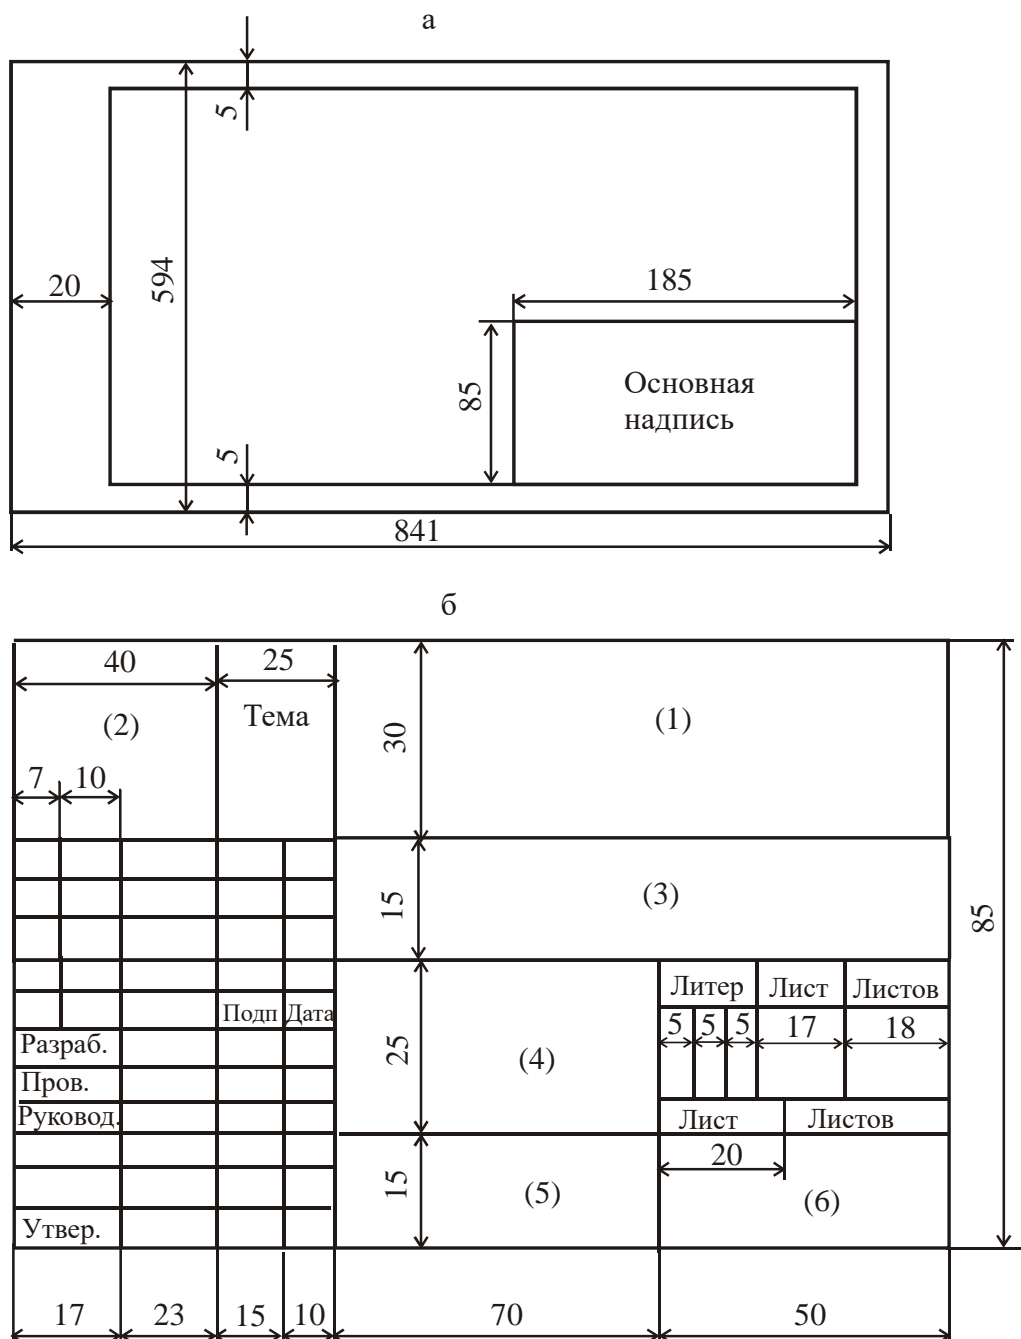 а
5
20
594
185
85
Основная
надпись
5
841
б
40
25
(2)
Тема
30
(1)
7
10
15
(3)
85
Литер
Лист
Листов
Подп
Дата
5
5
5
17
18
Разраб.
25
(4)
Пров.
Руковод.
Лист
Листов
20
15
(5)
(6)
Утвер.
17
23
15
10
70
50